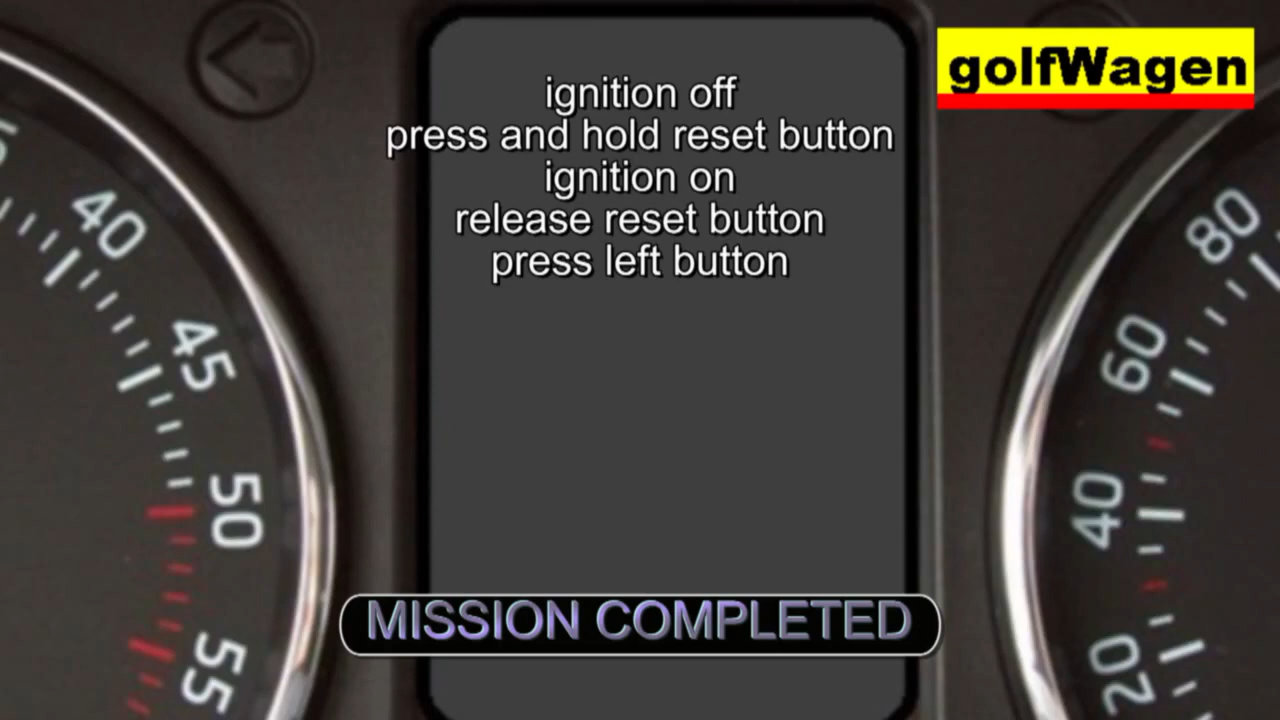 golfWagen
ignition off
press and hold reset button
ignition on
release reset button
press left button
40
45
50
55
80
60
40
20
MISSION COMPLETED